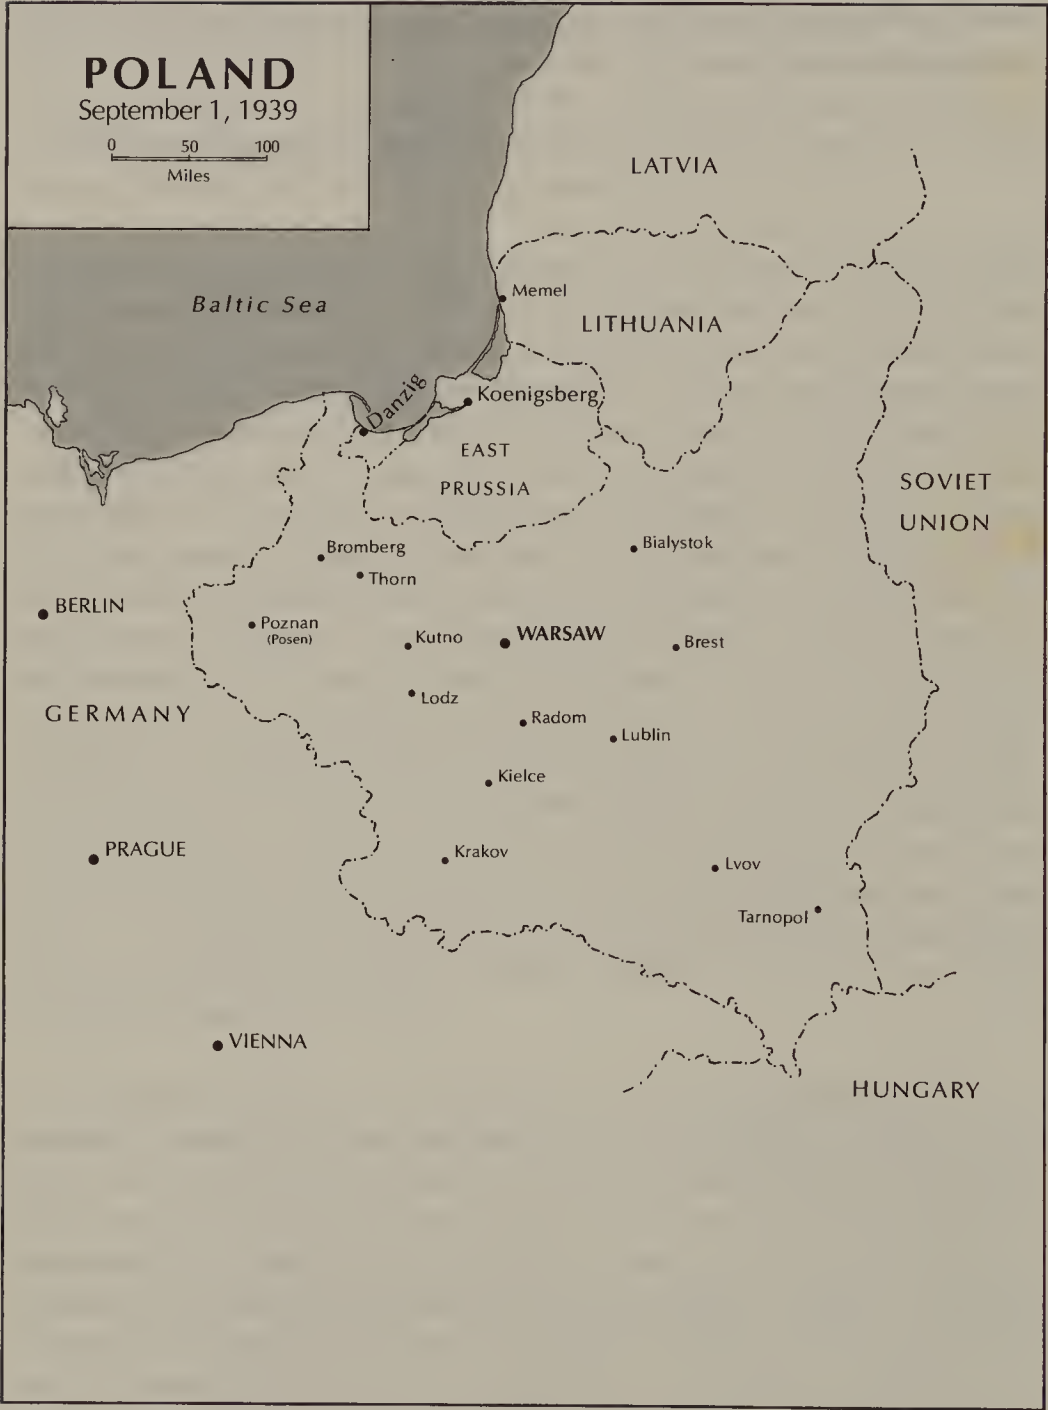 POLAND
September 1, 1939
0 50 100
Miles
LATVIA
Baltic Sea
Memel
LITHUANIA
Danzig
Koenigsberg
EAST
PRUSSIA
SOVIET
UNION
Bromberg
Bialystok
Thorn
BERLIN
Poznan
(Posen)
Kutno
WARSAW
Brest
Lodz
GERMANY
Radom
Lublin
Kielce
PRAGUE
Krakov
Lvov
Tarnopol
VIENNA
HUNGARY